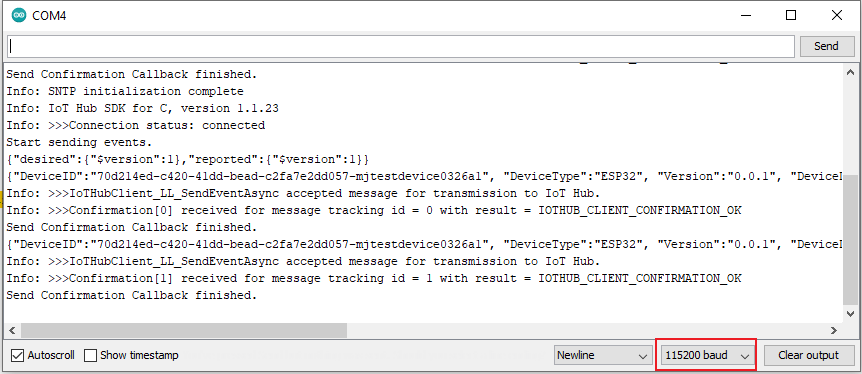 COM4
Send
Send Confirmation Callback finished.
Info: SNTP initialization complete
Info: IoT Hub SDK for C, version 1.1.23
Info: >>>Connection status: connected
Start sending events.
{"desired":{"$version":1},"reported":{"$version":1}}
{"DeviceID":"70d214ed-c420-41dd-bead-c2fa7e2dd057-mjtestdevice0326a1", "DeviceType":"ESP32", "Version":"0.0.1", "DeviceI
Info: >>>IoTHubClient_LL_SendEventAsync accepted message for transmission to IoT Hub.
Info: >>>Confirmation[0] received for message tracking id = 0 with result = IOTHUB_CLIENT_CONFIRMATION_OK
Send Confirmation Callback finished.
{"DeviceID":"70d214ed-c420-41dd-bead-c2fa7e2dd057-mjtestdevice0326a1", "DeviceType":"ESP32", "Version":"0.0.1", "DeviceI
Info: >>>IoTHubClient_LL_SendEventAsync accepted message for transmission to IoT Hub.
Info: >>>Confirmation[1] received for message tracking id = 1 with result = IOTHUB_CLIENT_CONFIRMATION_OK
Send Confirmation Callback finished.
Autoscroll Show timestamp Newline 115200 baud Clear output